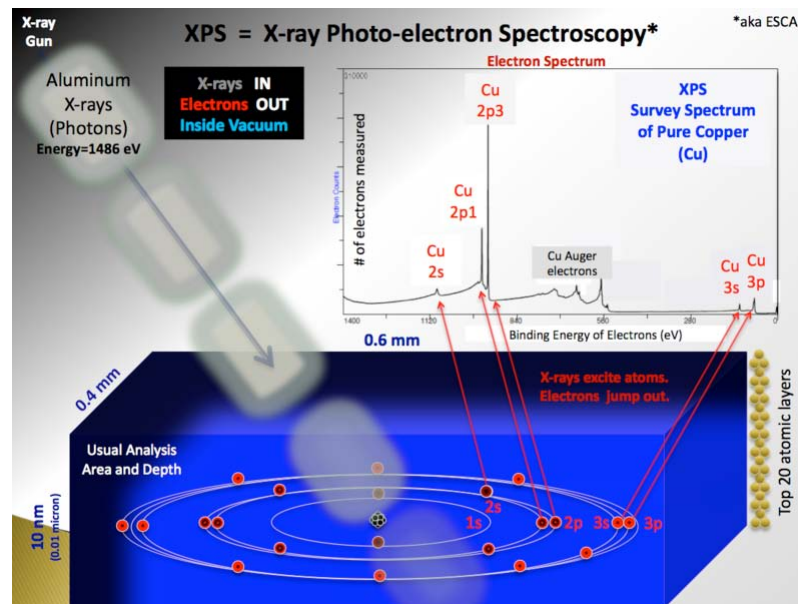 X-ray
Gun
XPS = X-ray Photo-electron Spectroscopy*
*aka ESCA
Aluminum
X-rays
(Photons)
Energy=1486 eV
X-rays IN
Electrons OUT
Inside Vacuum
Electron Spectrum
Cu
2p3
XPS
Survey Spectrum
of Pure Copper
(Cu)
Electron Counts
# of electrons measured
Cu
2p1
Cu
2s
Cu Auger
electrons
Cu
3s
Cu
3p
1400
1120
840
560
280
0
Binding Energy of Electrons (eV)
0.6 mm
0.4 mm
X-rays excite atoms.
Electrons jump out.
Usual Analysis
Area and Depth
Top 20 atomic layers
10 nm
(0.01 micron)
1s
2s
2p
3s
3p